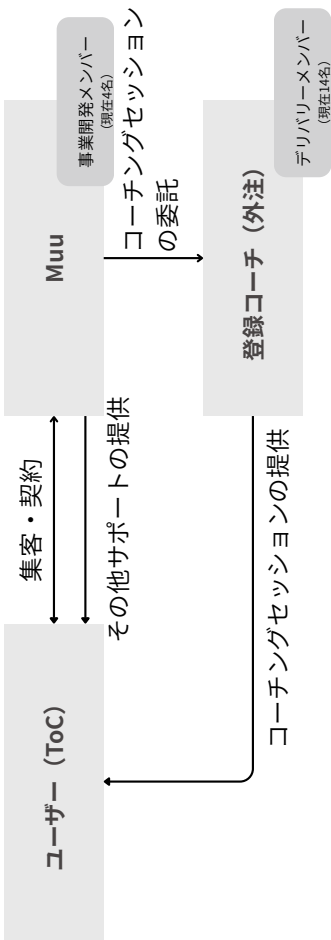 ユーザー（ToC）
集客・契約
その他サポートの提供
Muu
事業開発メンバー
（現在4名）
コーチングセッション
の委託
コーチングセッションの提供
登録コーチ（外注）
デリバリーメンバー
（現在14名）